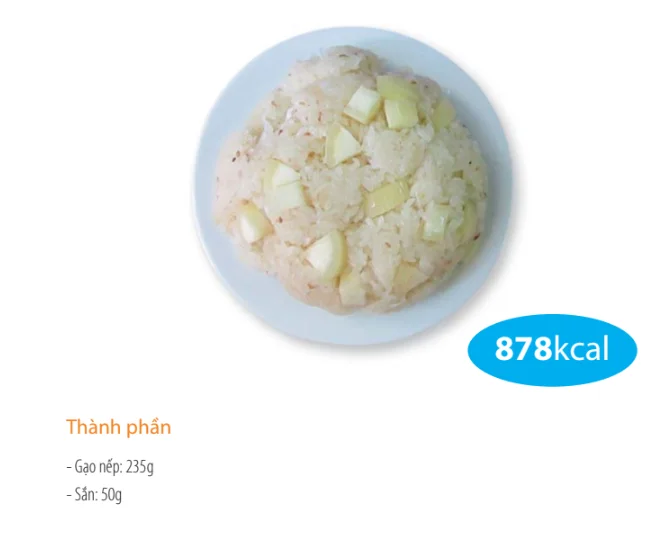 878kcal
Thành phần
- Gạo nếp: 235g
- Sắn: 50g